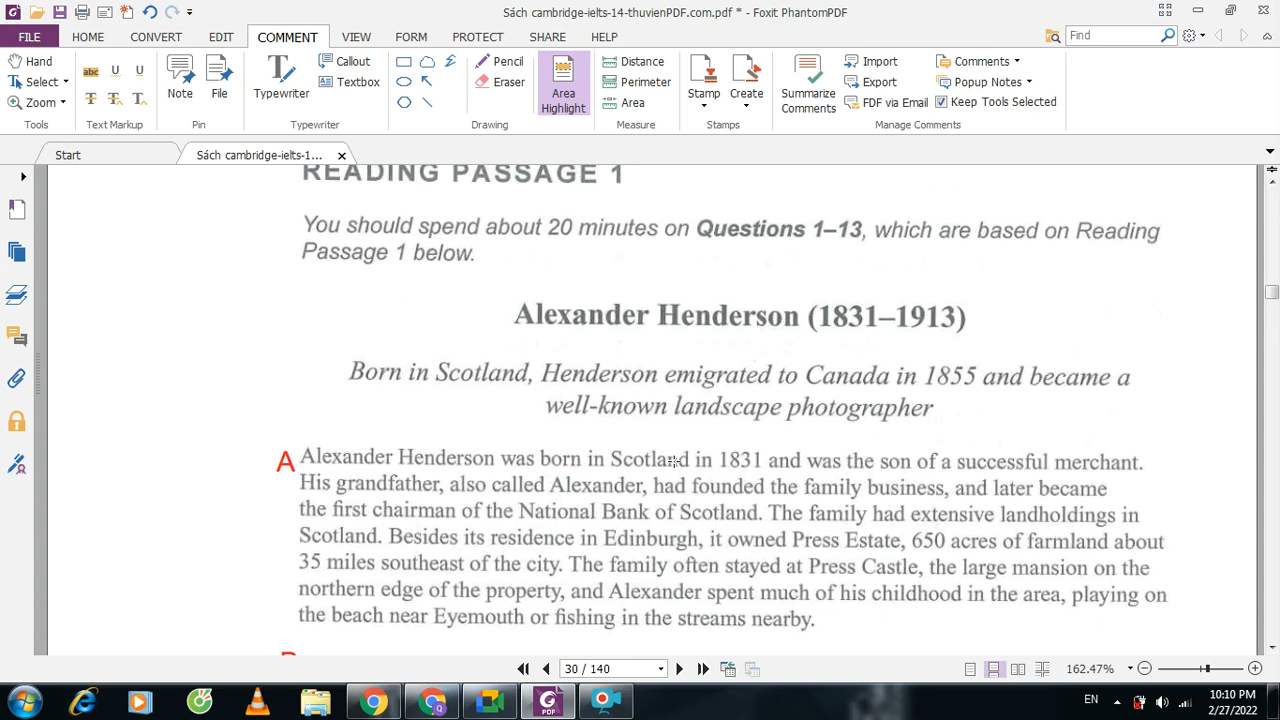 Sách cambridge-ielts-14-thuvienPDF.com.pdf * - Foxit PhantomPDF
FILE HOME CONVERT EDIT COMMENT VIEW FORM PROTECT SHARE HELP Find
Hand Select Zoom Tools
abc U U T T T Text Markup
Note File Pin
Typewriter Callout Textbox Typewriter
Pencil Eraser Area Highlight Drawing
Distance Perimeter Area Measure
Stamp Create Stamps
Summarize Comments Import Export FDF via Email Comments Popup Notes Keep Tools Selected Manage Comments
Start Sách cambridge-ielts-1...
READING PASSAGE 1
You should spend about 20 minutes on Questions 1–13, which are based on Reading
Passage 1 below.
Alexander Henderson (1831–1913)
Born in Scotland, Henderson emigrated to Canada in 1855 and became a
well-known landscape photographer
A Alexander Henderson was born in Scotland in 1831 and was the son of a successful merchant.
His grandfather, also called Alexander, had founded the family business, and later became
the first chairman of the National Bank of Scotland. The family had extensive landholdings in
Scotland. Besides its residence in Edinburgh, it owned Press Estate, 650 acres of farmland about
35 miles southeast of the city. The family often stayed at Press Castle, the large mansion on the
northern edge of the property, and Alexander spent much of his childhood in the area, playing on
the beach near Eyemouth or fishing in the streams nearby.
30 / 140 162.47%
PDF EN 10:10 PM
2/27/2022